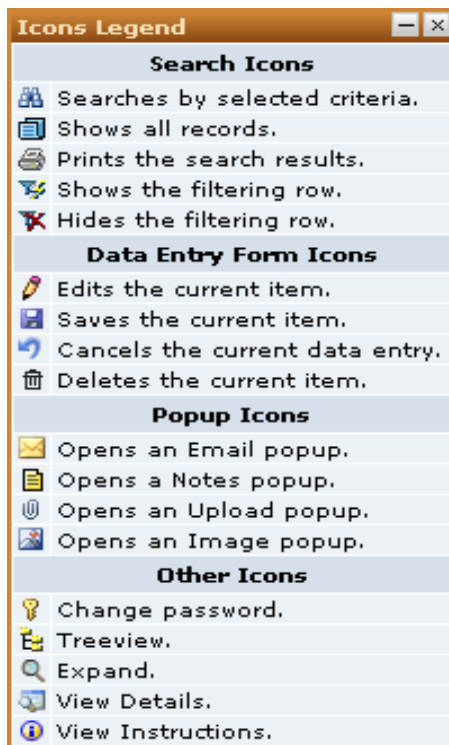 Icons Legend
Search Icons
Searches by selected criteria.
Shows all records.
Prints the search results.
Shows the filtering row.
Hides the filtering row.
Data Entry Form Icons
Edits the current item.
Saves the current item.
Cancels the current data entry.
Deletes the current item.
Popup Icons
Opens an Email popup.
Opens a Notes popup.
Opens an Upload popup.
Opens an Image popup.
Other Icons
Change password.
Treeview.
Expand.
View Details.
View Instructions.